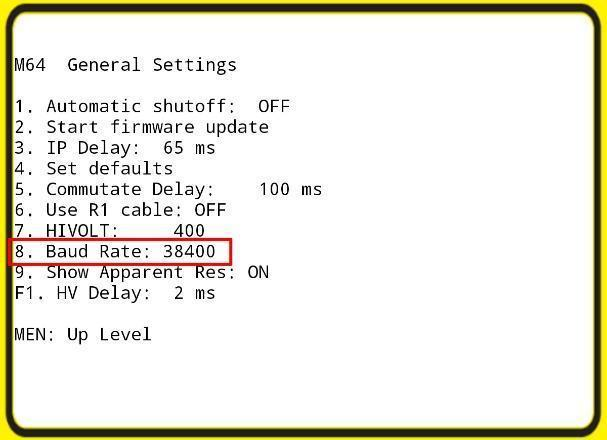 M64  General Settings
1. Automatic shutoff:  OFF
2. Start firmware update
3. IP Delay:  65 ms
4. Set defaults
5. Commutate Delay:    100 ms
6. Use R1 cable: OFF
7. HIVOLT:     400
8. Baud Rate: 38400
9. Show Apparent Res: ON
F1. HV Delay:  2 ms
MEN: Up Level